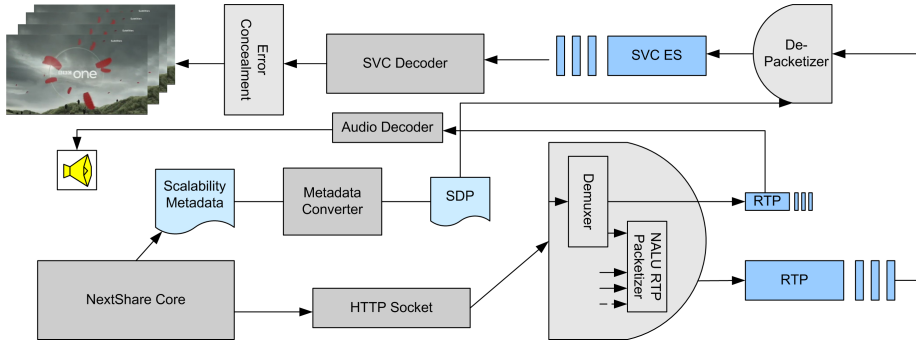 one
Error
Concealment
SVC Decoder
SVC ES
De-
Packetizer
Audio Decoder
Scalability
Metadata
Metadata
Converter
SDP
Demuxer
NALU RTP
Packetizer
RTP
NextShare Core
HTTP Socket
RTP